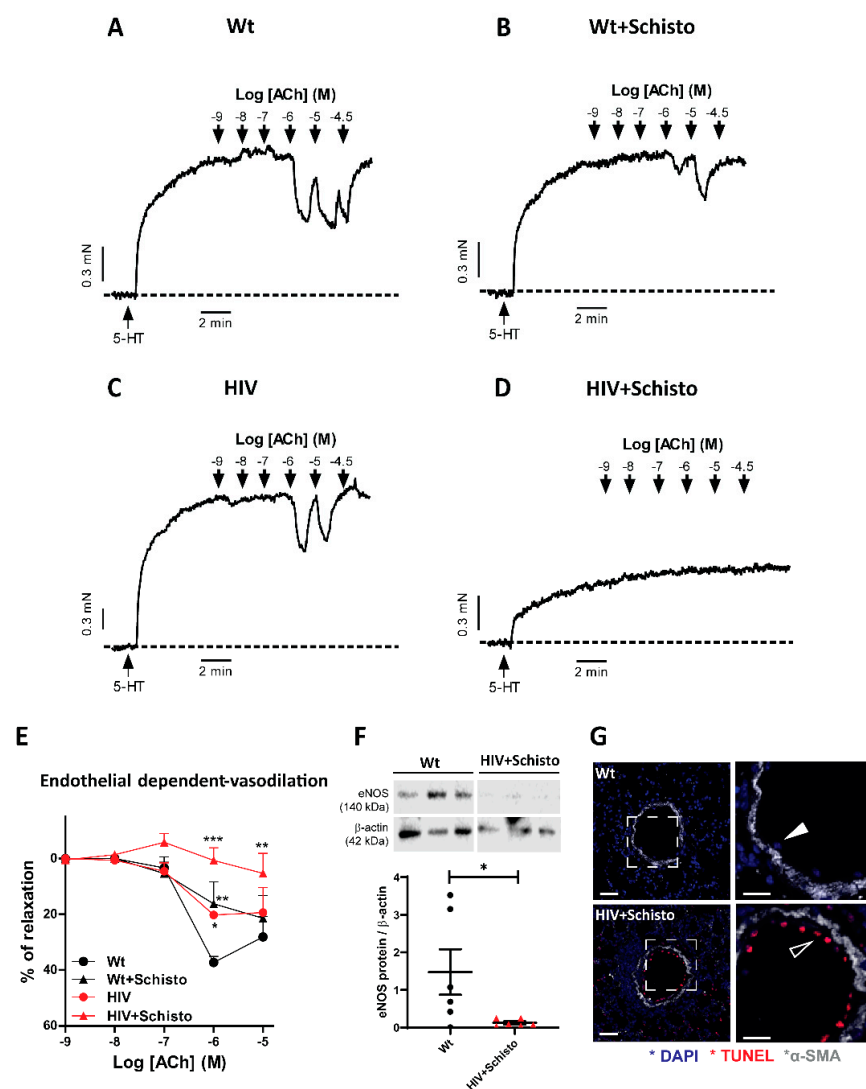 A
Wt
Log [ACh] (M)
-9 -8 -7 -6 -5 -4.5
0.3 mN
2 min
5-HT
B
Wt+Schisto
Log [ACh] (M)
-9 -8 -7 -6 -5 -4.5
0.3 mN
2 min
5-HT
C
HIV
Log [ACh] (M)
-9 -8 -7 -6 -5 -4.5
0.3 mN
2 min
5-HT
D
HIV+Schisto
Log [ACh] (M)
-9 -8 -7 -6 -5 -4.5
0.3 mN
2 min
5-HT
E
Endothelial dependent-vasodilation
% of relaxation
0
20
40
60
*** **
**
*
Wt
Wt+Schisto
HIV
HIV+Schisto
-9 -8 -7 -6 -5
Log [ACh] (M)
F
Wt HIV+Schisto
eNOS
(140 kDa)
β-actin
(42 kDa)
*
eNOS protein / β-actin
4
3
2
1
0
Wt
HIV+Schisto
G
Wt
HIV+Schisto
* DAPI * TUNEL *α-SMA